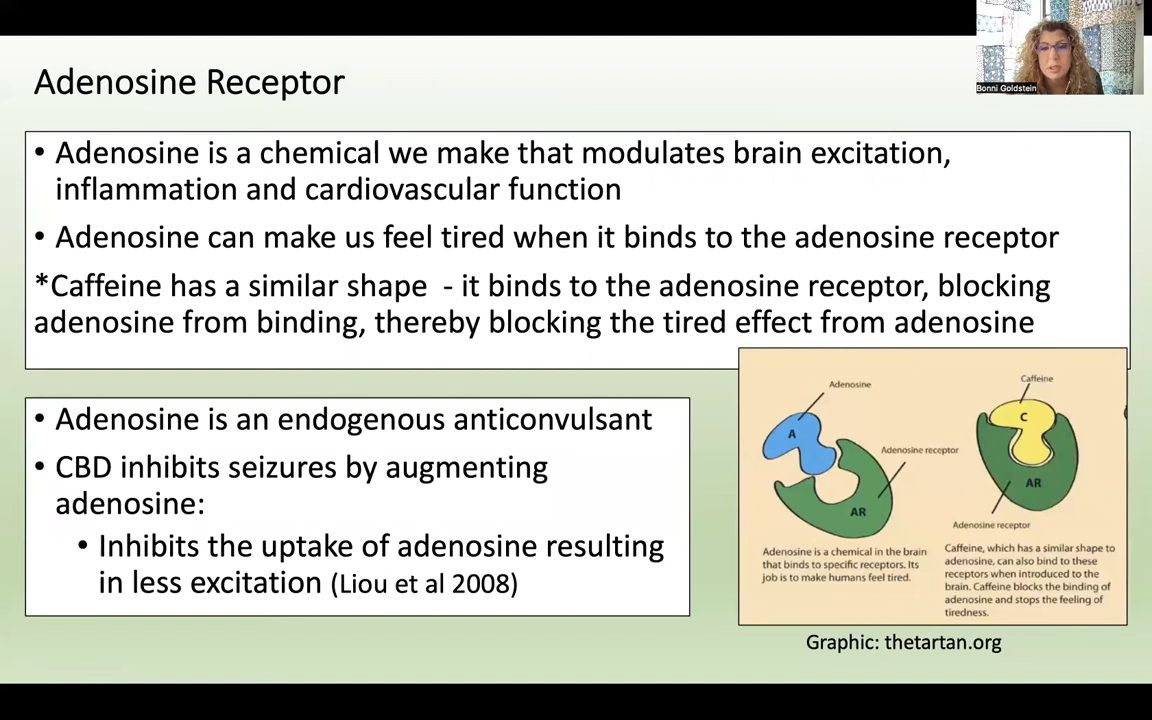 Bonni Goldstein
Adenosine Receptor
• Adenosine is a chemical we make that modulates brain excitation,
inflammation and cardiovascular function
• Adenosine can make us feel tired when it binds to the adenosine receptor
*Caffeine has a similar shape - it binds to the adenosine receptor, blocking
adenosine from binding, thereby blocking the tired effect from adenosine
• Adenosine is an endogenous anticonvulsant
• CBD inhibits seizures by augmenting
adenosine:
• Inhibits the uptake of adenosine resulting
in less excitation (Liou et al 2008)
Adenosine
A
Adenosine receptor
AR
Adenosine is a chemical in the brain
that binds to specific receptors. Its
job is to make humans feel tired.
Caffeine
C
AR
Adenosine receptor
Caffeine, which has a similar shape to
adenosine, can also bind to these
receptors when introduced to the
brain. Caffeine blocks the binding of
adenosine and stops the feeling of
tiredness.
Graphic: thetartan.org